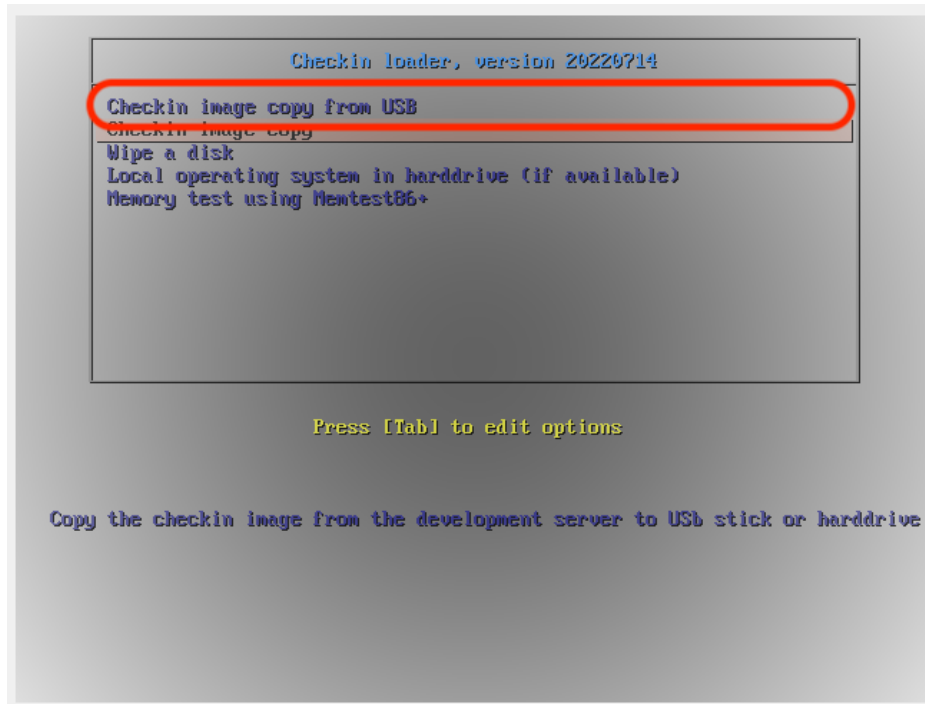 Checkin loader, version 20220714
Checkin image copy from USB
Checkin image copy
Wipe a disk
Local operating system in harddrive (if available)
Memory test using Memtest86+
Press [Tab] to edit options
Copy the checkin image from the development server to USb stick or harddrive